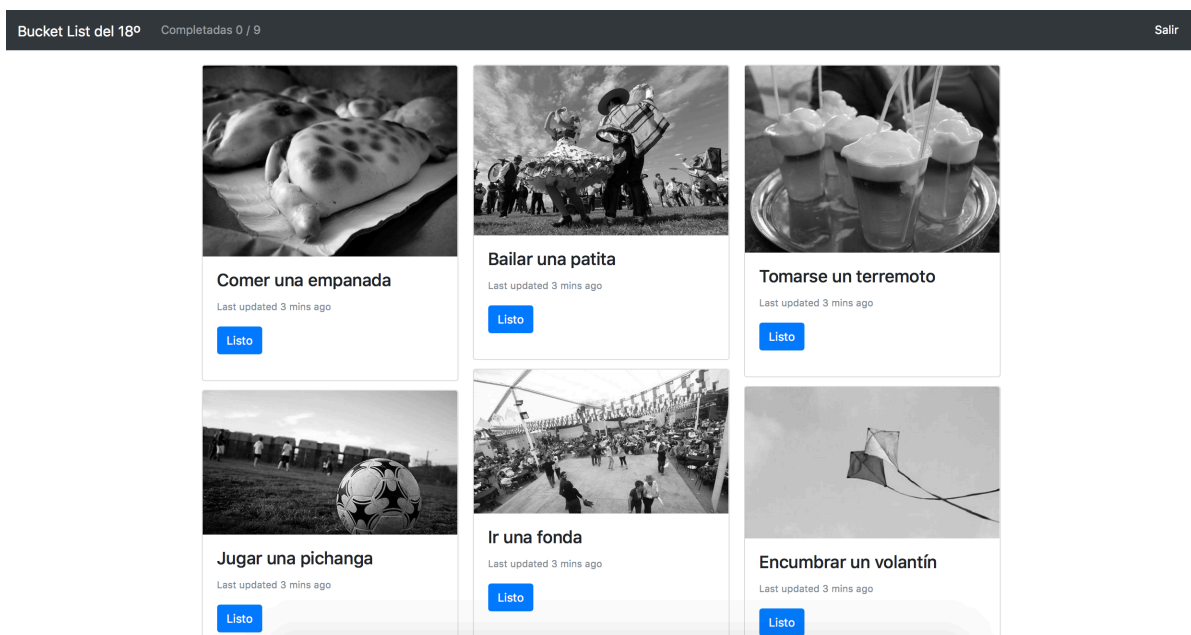 Bucket List del 18º
Completadas 0 / 9
Salir
Comer una empanada
Last updated 3 mins ago
Listo
Bailar una patita
Last updated 3 mins ago
Listo
Tomarse un terremoto
Last updated 3 mins ago
Listo
Jugar una pichanga
Last updated 3 mins ago
Listo
Ir una fonda
Last updated 3 mins ago
Listo
Encumbrar un volantín
Last updated 3 mins ago
Listo